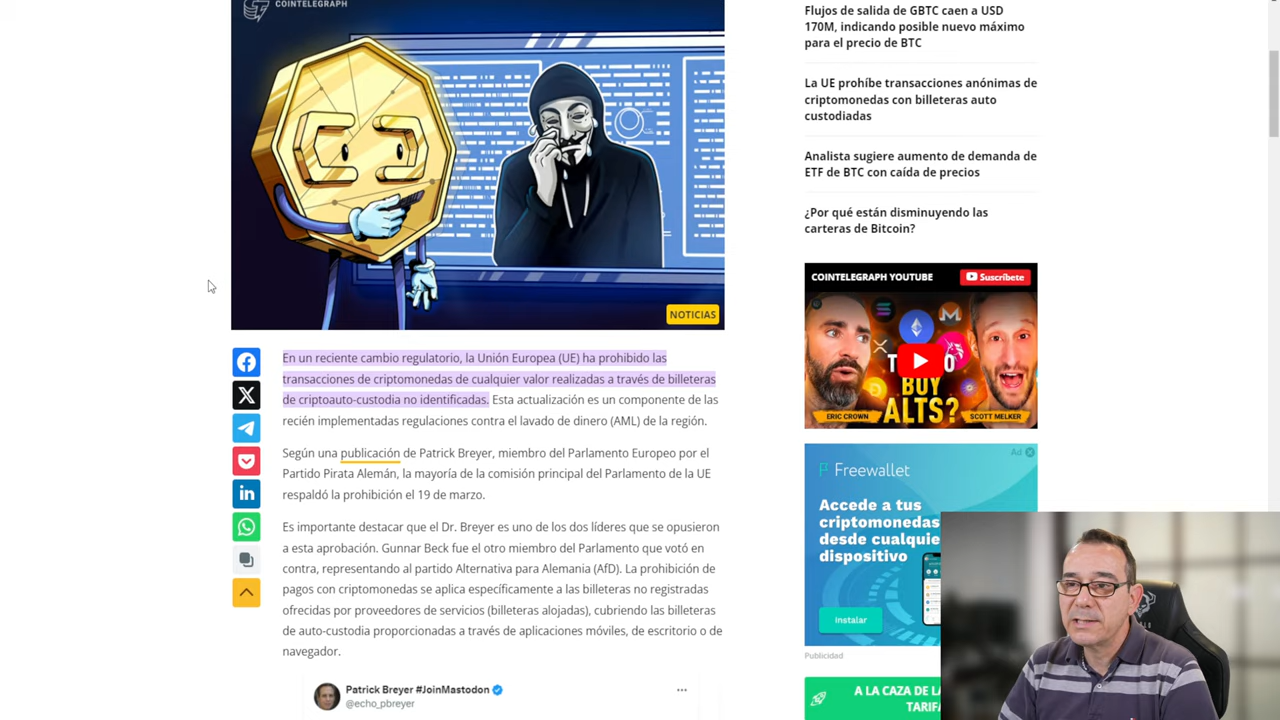 COINTELEGRAPH
NOTICIAS
En un reciente cambio regulatorio, la Unión Europea (UE) ha prohibido las
transacciones de criptomonedas de cualquier valor realizadas a través de billeteras
de criptoauto-custodia no identificadas. Esta actualización es un componente de las
recién implementadas regulaciones contra el lavado de dinero (AML) de la región.
Según una publicación de Patrick Breyer, miembro del Parlamento Europeo por el
Partido Pirata Alemán, la mayoría de la comisión principal del Parlamento de la UE
respaldó la prohibición el 19 de marzo.
Es importante destacar que el Dr. Breyer es uno de los dos líderes que se opusieron
a esta aprobación. Gunnar Beck fue el otro miembro del Parlamento que votó en
contra, representando al partido Alternativa para Alemania (AfD). La prohibición de
pagos con criptomonedas se aplica específicamente a las billeteras no registradas
ofrecidas por proveedores de servicios (billeteras alojadas), cubriendo las billeteras
de auto-custodia proporcionadas a través de aplicaciones móviles, de escritorio o de
navegador.
Patrick Breyer #JoinMastodon
@echo_pbreyer
Flujos de salida de GBTC caen a USD
170M, indicando posible nuevo máximo
para el precio de BTC
La UE prohíbe transacciones anónimas de
criptomonedas con billeteras auto
custodiadas
Analista sugiere aumento de demanda de
ETF de BTC con caída de precios
¿Por qué están disminuyendo las
carteras de Bitcoin?
COINTELEGRAPH YOUTUBE
Suscríbete
BUY
ALTS?
ERIC CROWN
SCOTT MELKER
Ad
Freewallet
Accede a tus
criptomonedas
desde cualquier
dispositivo
Instalar
Publicidad
A LA CAZA DE